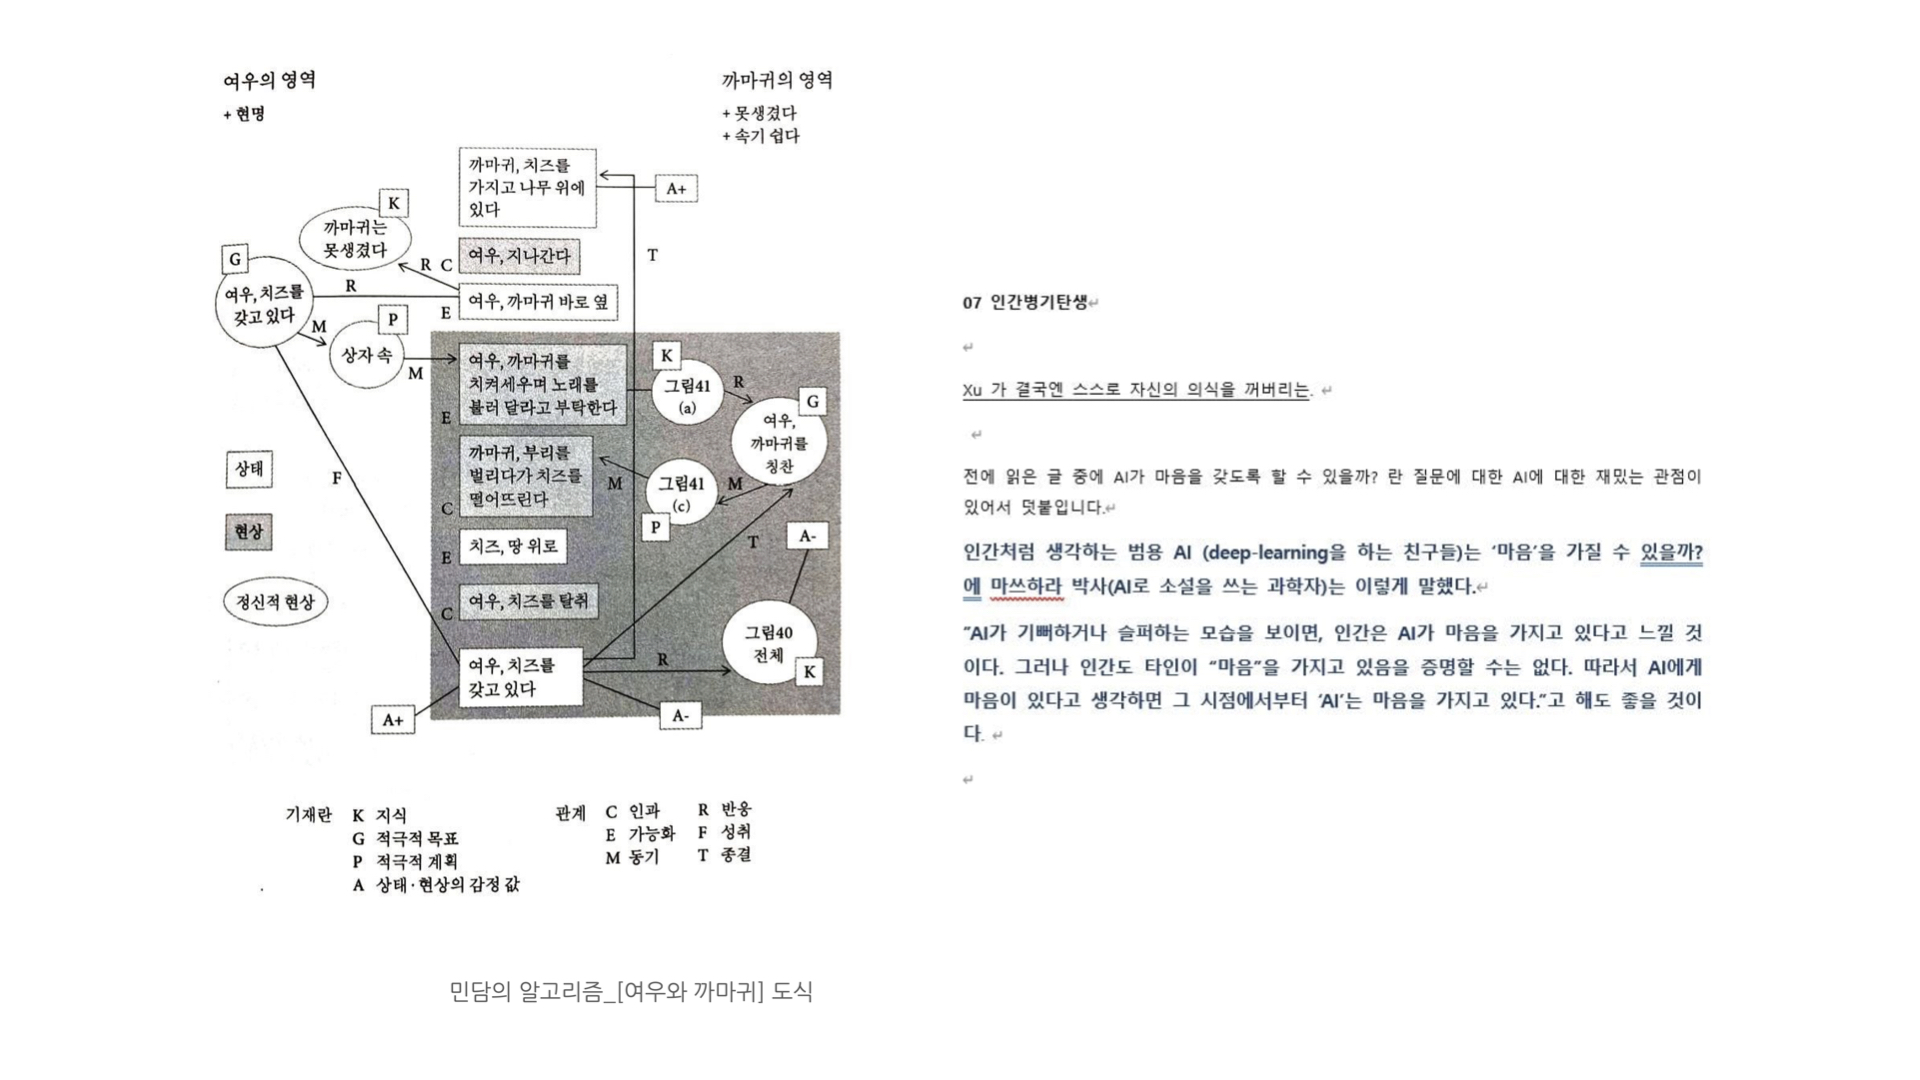 여우의 영역
+ 현명
까마귀의 영역
+ 못생겼다
+ 속기 쉽다
까마귀, 치즈를
가지고 나무 위에
있다
A+
K
까마귀는
못생겼다
R
C
여우, 지나간다
T
G
여우, 치즈를
갖고 있다
R
E
여우, 까마귀 바로 옆
M
P
상자 속
M
E
여우, 까마귀를
치켜세우며 노래를
불러 달라고 부탁한다
K
그림41
(a)
R
G
여우,
까마귀를
칭찬
C
까마귀, 부리를
벌리다가 치즈를
떨어뜨린다
M
그림41
(c)
P
M
상태
F
현상
E
치즈, 땅 위로
T
A-
정신적 현상
C
여우, 치즈를 탈취
그림40
전체
K
여우, 치즈를
갖고 있다
R
A+
A-
기재란 K 지식
G 적극적 목표
P 적극적 계획
A 상태·현상의 감정 값
관계 C 인과 R 반응
E 가능화 F 성취
M 동기 T 종결
민담의 알고리즘_[여우와 까마귀] 도식
07 인간병기탄생↵
↵
Xu 가 결국엔 스스로 자신의 의식을 꺼버리는. ↵
↵
전에 읽은 글 중에 AI가 마음을 갖도록 할 수 있을까? 란 질문에 대한 AI에 대한 재밌는 관점이
있어서 덧붙입니다.↵
인간처럼 생각하는 범용 AI (deep-learning을 하는 친구들)는 ‘마음’을 가질 수 있을까?
에 마쓰하라 박사(AI로 소설을 쓰는 과학자)는 이렇게 말했다.↵
“AI가 기뻐하거나 슬퍼하는 모습을 보이면, 인간은 AI가 마음을 가지고 있다고 느낄 것
이다. 그러나 인간도 타인이 “마음”을 가지고 있음을 증명할 수는 없다. 따라서 AI에게
마음이 있다고 생각하면 그 시점에서부터 ‘AI’는 마음을 가지고 있다.”고 해도 좋을 것이
다. ↵
↵